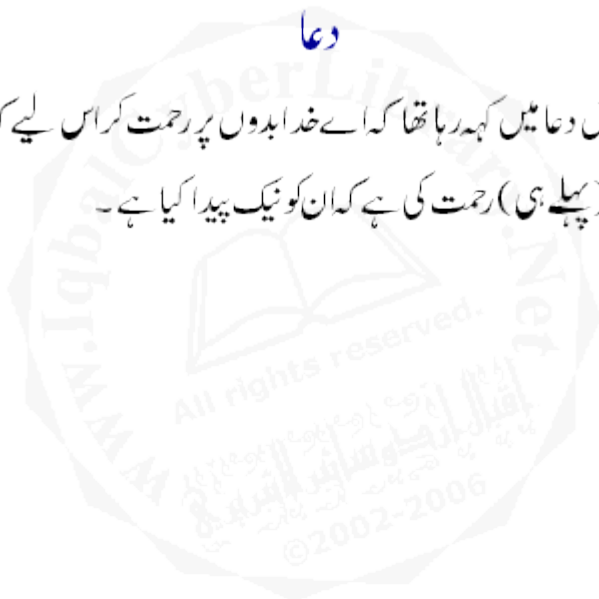 دعا
دعا میں کہہ رہا تھا کہ اے خدا بدوں پر رحمت کر اس لیے
(پہلے ہی) رحمت کی ہے کہ ان کو نیک پیدا کیا ہے۔
www.IqbalCyberLibrary.Net
All rights reserved.
©2002-2006